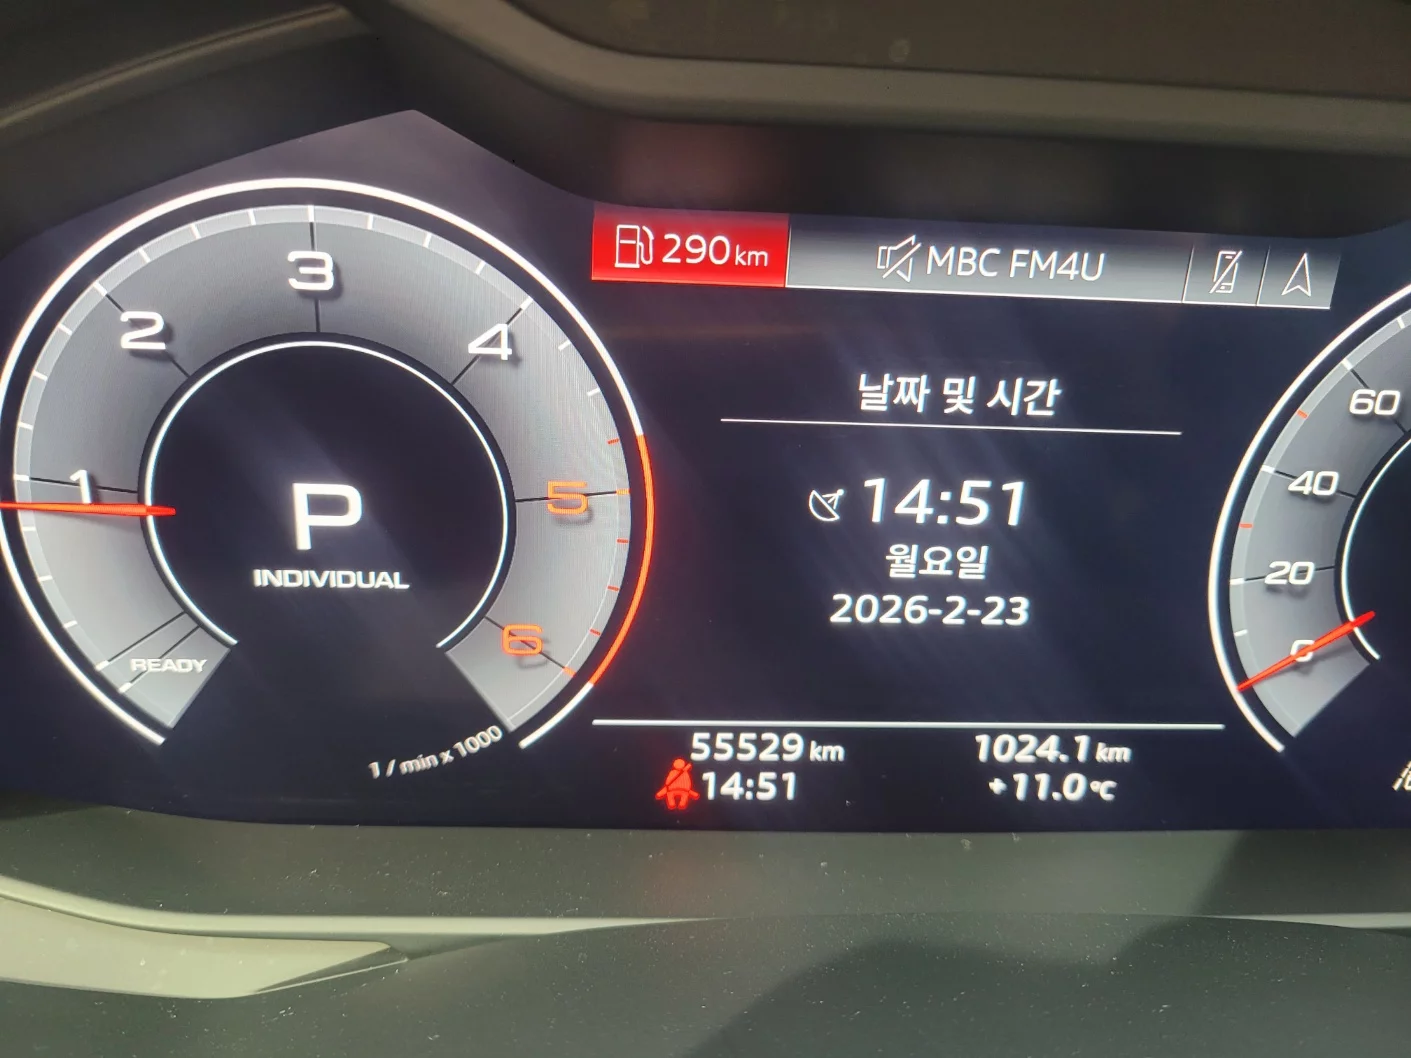 290 km
MBC FM4U
날짜 및 시간
14:51
월요일
2026-2-23
55529 km
1024.1 km
14:51
+11.0 °C
1
2
3
4
5
6
READY
P
INDIVIDUAL
1 / min x 1000
0
20
40
60